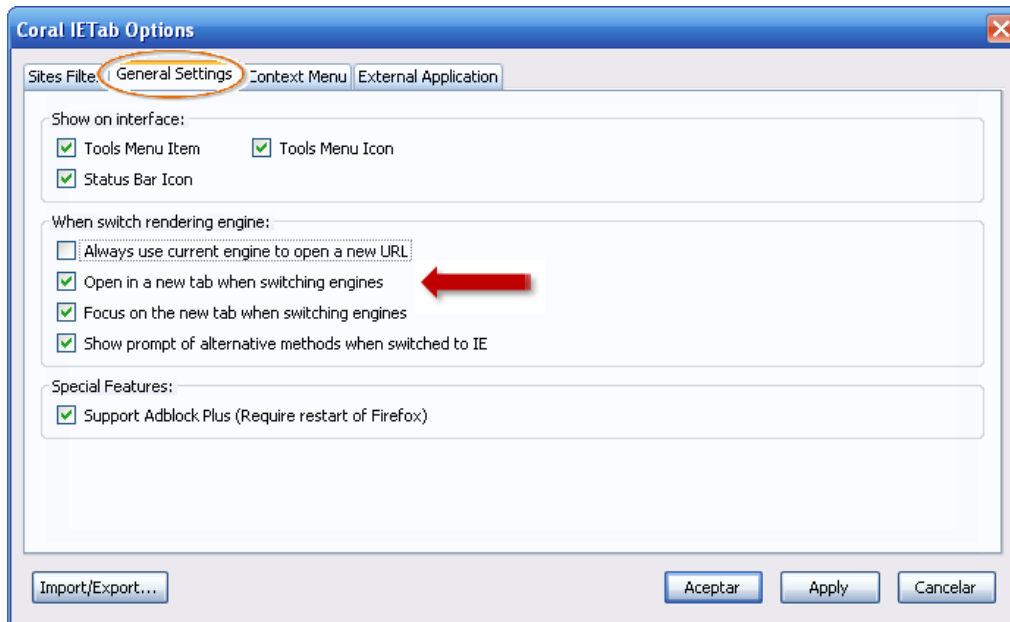 Coral IETab Options
Sites Filter General Settings Context Menu External Application
Show on interface:
Tools Menu Item Tools Menu Icon
Status Bar Icon
When switch rendering engine:
Always use current engine to open a new URL
Open in a new tab when switching engines
Focus on the new tab when switching engines
Show prompt of alternative methods when switched to IE
Special Features:
Support Adblock Plus (Require restart of Firefox)
Import/Export... Aceptar Apply Cancelar